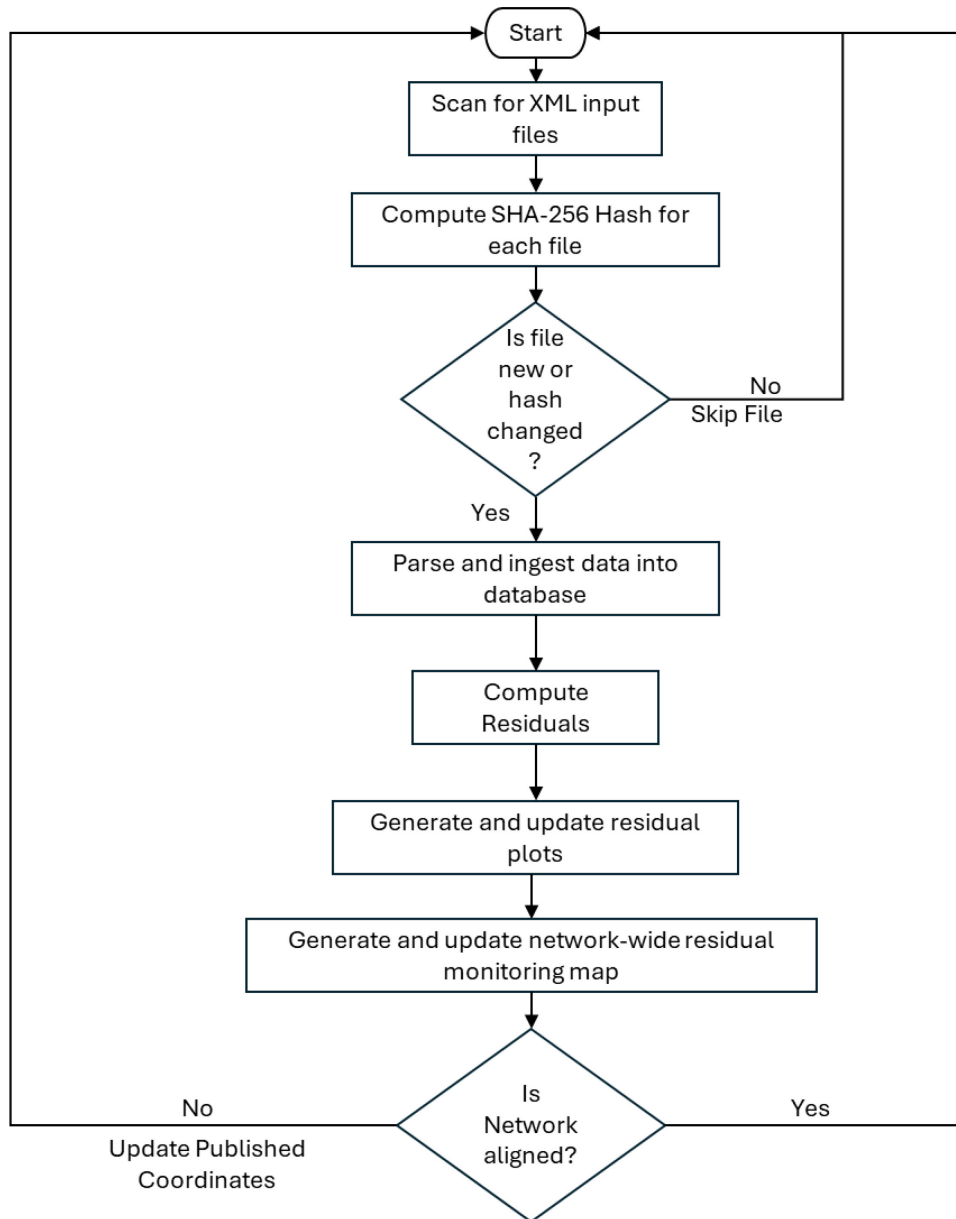 Start
Scan for XML input
files
Compute SHA-256 Hash for
each file
Is file
new or
hash
changed
?
No
Skip File
Yes
Parse and ingest data into
database
Compute
Residuals
Generate and update residual
plots
Generate and update network-wide residual
monitoring map
Is
Network
aligned?
No
Update Published
Coordinates
Yes